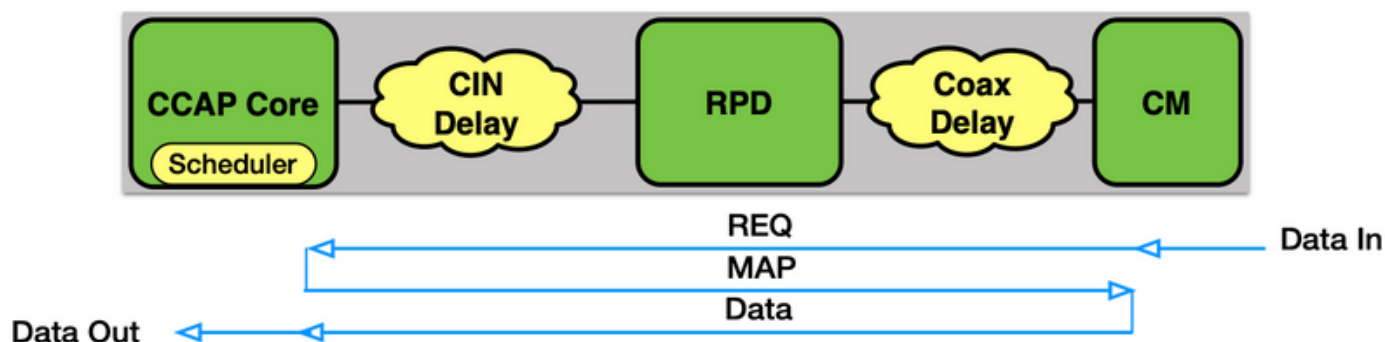 CCAP Core
Scheduler
CIN
Delay
RPD
Coax
Delay
CM
REQ
Data In
MAP
Data
Data Out